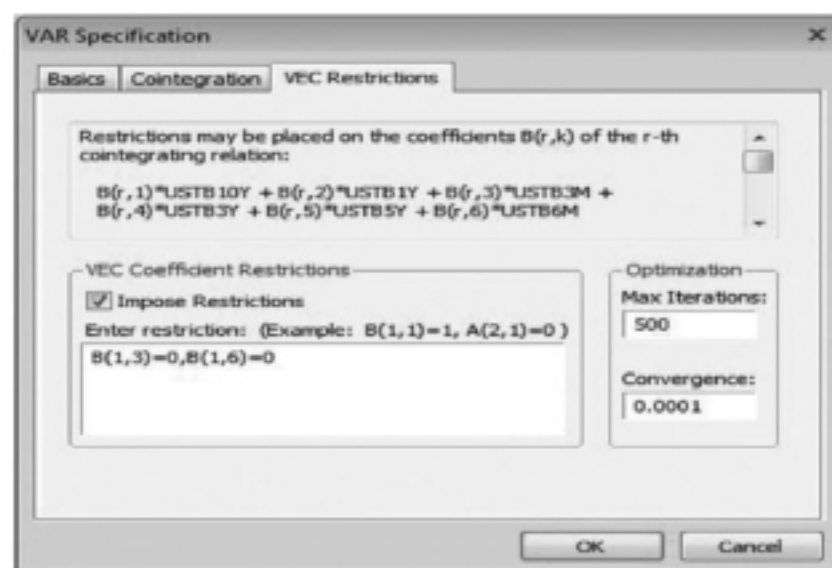 VAR Specification
Basics Cointegration VEC Restrictions
Restrictions may be placed on the coefficients B(r,k) of the r-th
cointegrating relation:
B(r,1)*USTB10Y + B(r,2)*USTB1Y + B(r,3)*USTB3M +
B(r,4)*USTB3Y + B(r,5)*USTB5Y + B(r,6)*USTB6M
VEC Coefficient Restrictions
Impose Restrictions
Enter restriction: (Example: B(1,1)=1, A(2,1)=0 )
B(1,3)=0,B(1,6)=0
Optimization
Max Iterations:
500
Convergence:
0.0001
OK Cancel